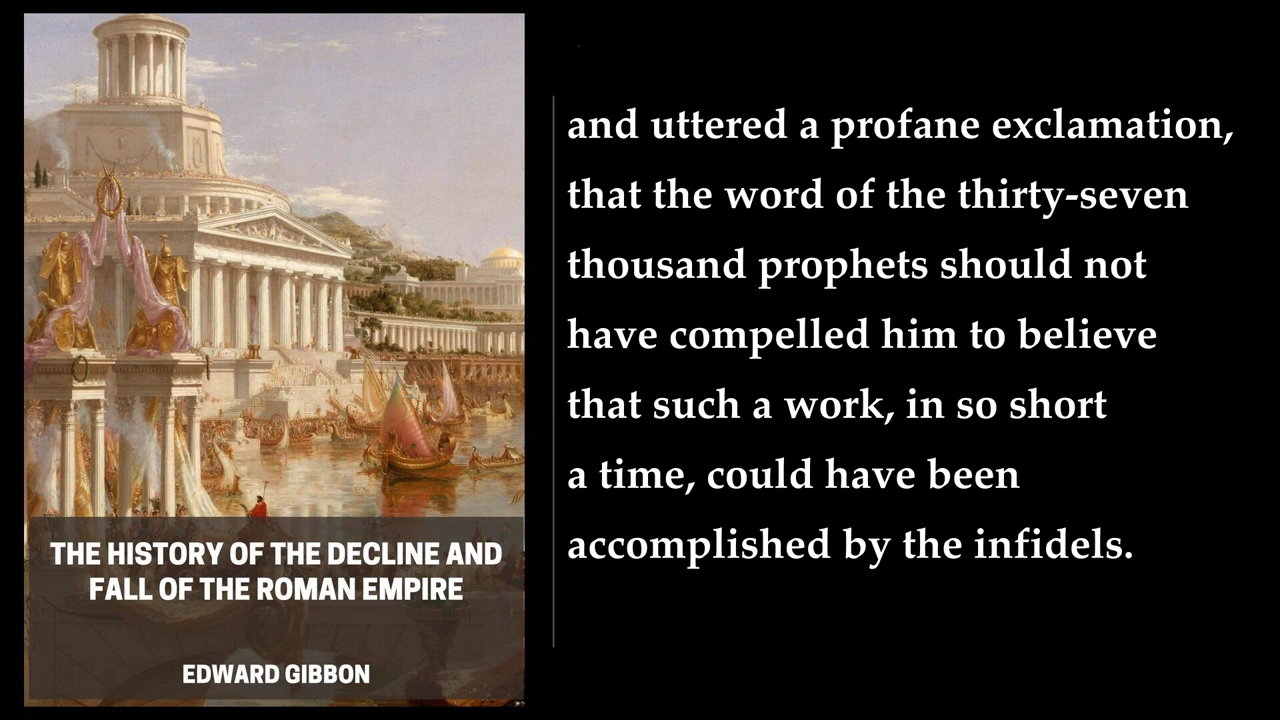 THE HISTORY OF THE DECLINE AND
FALL OF THE ROMAN EMPIRE
EDWARD GIBBON
and uttered a profane exclamation,
that the word of the thirty-seven
thousand prophets should not
have compelled him to believe
that such a work, in so short
a time, could have been
accomplished by the infidels.